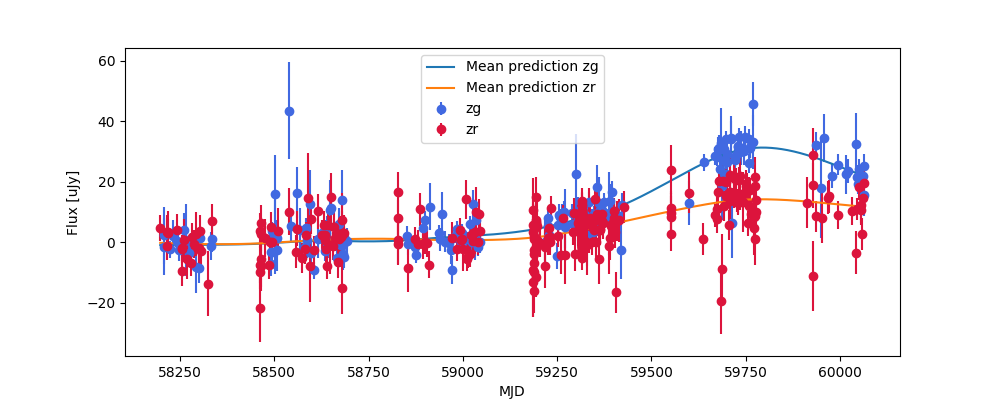 Mean prediction zg
Mean prediction zr
zg
zr
60
40
20
0
−20
Flux [uJy]
58250 58500 58750 59000 59250 59500 59750 60000
MJD